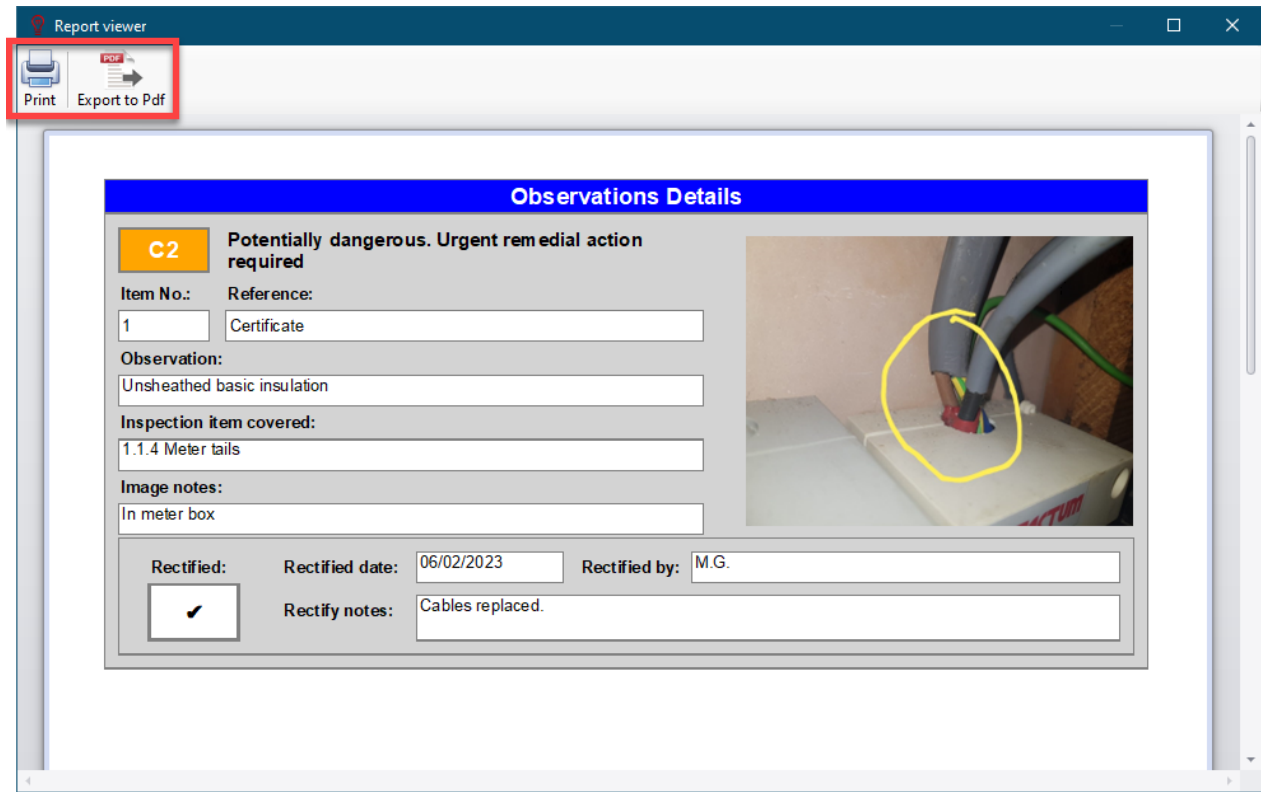 Report viewer
PDF
Print Export to Pdf
Observations Details
C2
Potentially dangerous. Urgent remedial action
required
Item No.: Reference:
1 Certificate
Observation:
Unsheathed basic insulation
Inspection item covered:
1.1.4 Meter tails
Image notes:
In meter box
Rectified: Rectified date: 06/02/2023 Rectified by: M.G.
✔ Rectify notes: Cables replaced.